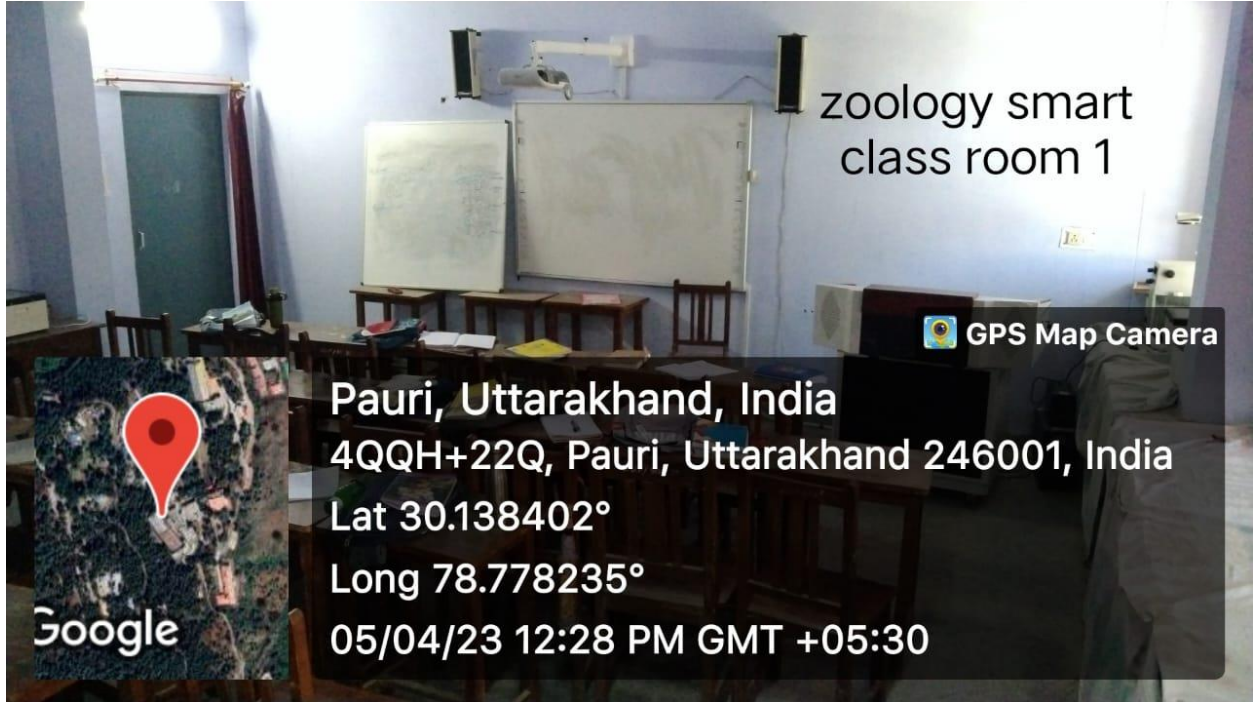 zoology smart
class room 1
GPS Map Camera
Pauri, Uttarakhand, India
4QQH+22Q, Pauri, Uttarakhand 246001, India
Lat 30.138402°
Long 78.778235°
05/04/23 12:28 PM GMT +05:30
Google